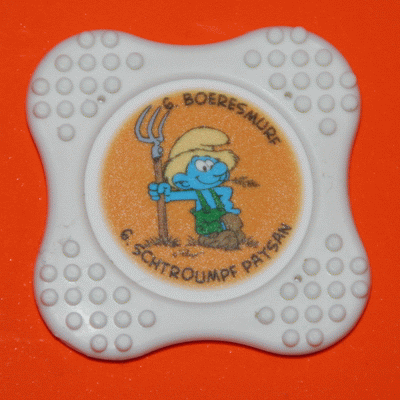 6. BOERESMURF
6. SCHTROUMPF PAYSAN